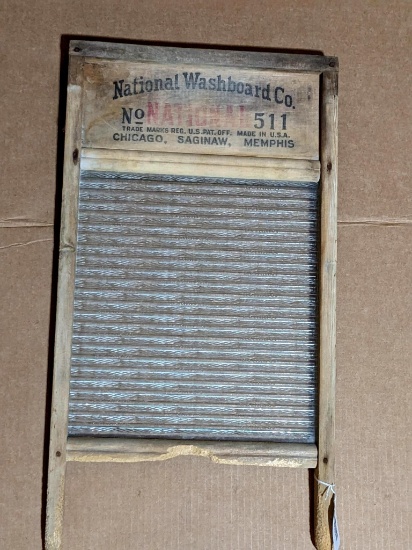 National Washboard Co.
No NATIONAL 511
TRADE MARKS REG. U.S. PAT. OFF. MADE IN U.S.A.
CHICAGO, SAGINAW, MEMPHIS